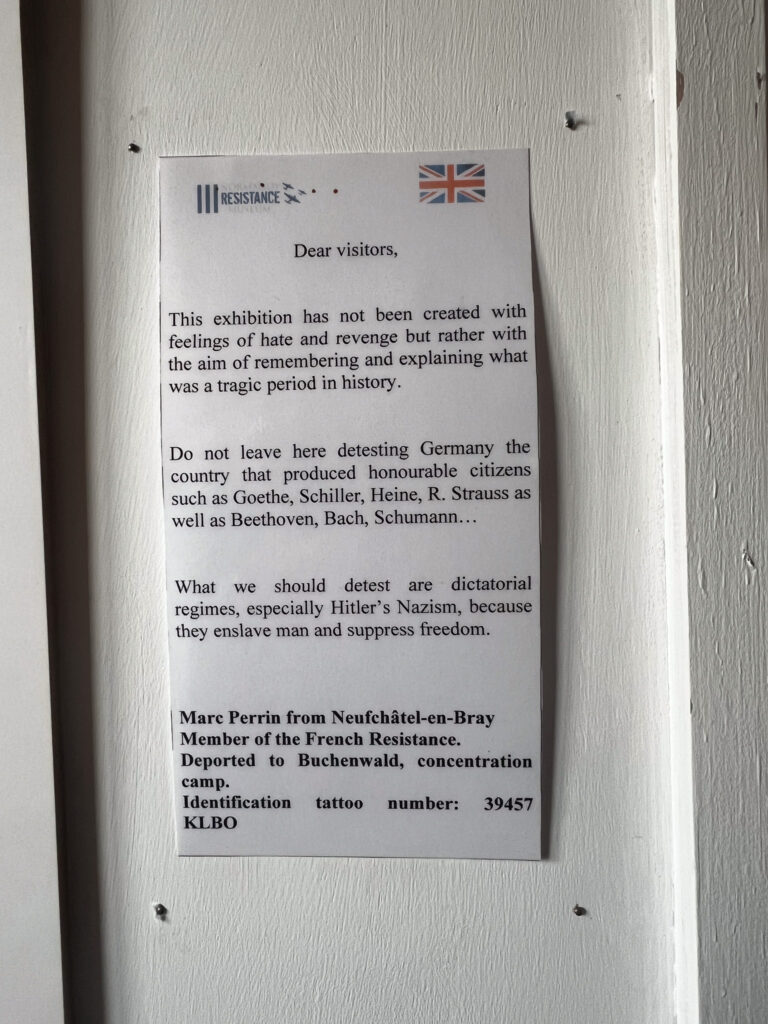 RESISTANCE
MUSEUM
Dear visitors,
This exhibition has not been created with
feelings of hate and revenge but rather with
the aim of remembering and explaining what
was a tragic period in history.
Do not leave here detesting Germany the
country that produced honourable citizens
such as Goethe, Schiller, Heine, R. Strauss as
well as Beethoven, Bach, Schumann…
What we should detest are dictatorial
regimes, especially Hitler's Nazism, because
they enslave man and suppress freedom.
Marc Perrin from Neufchâtel-en-Bray
Member of the French Resistance.
Deported to Buchenwald, concentration
camp.
Identification tattoo number: 39457
KLBO